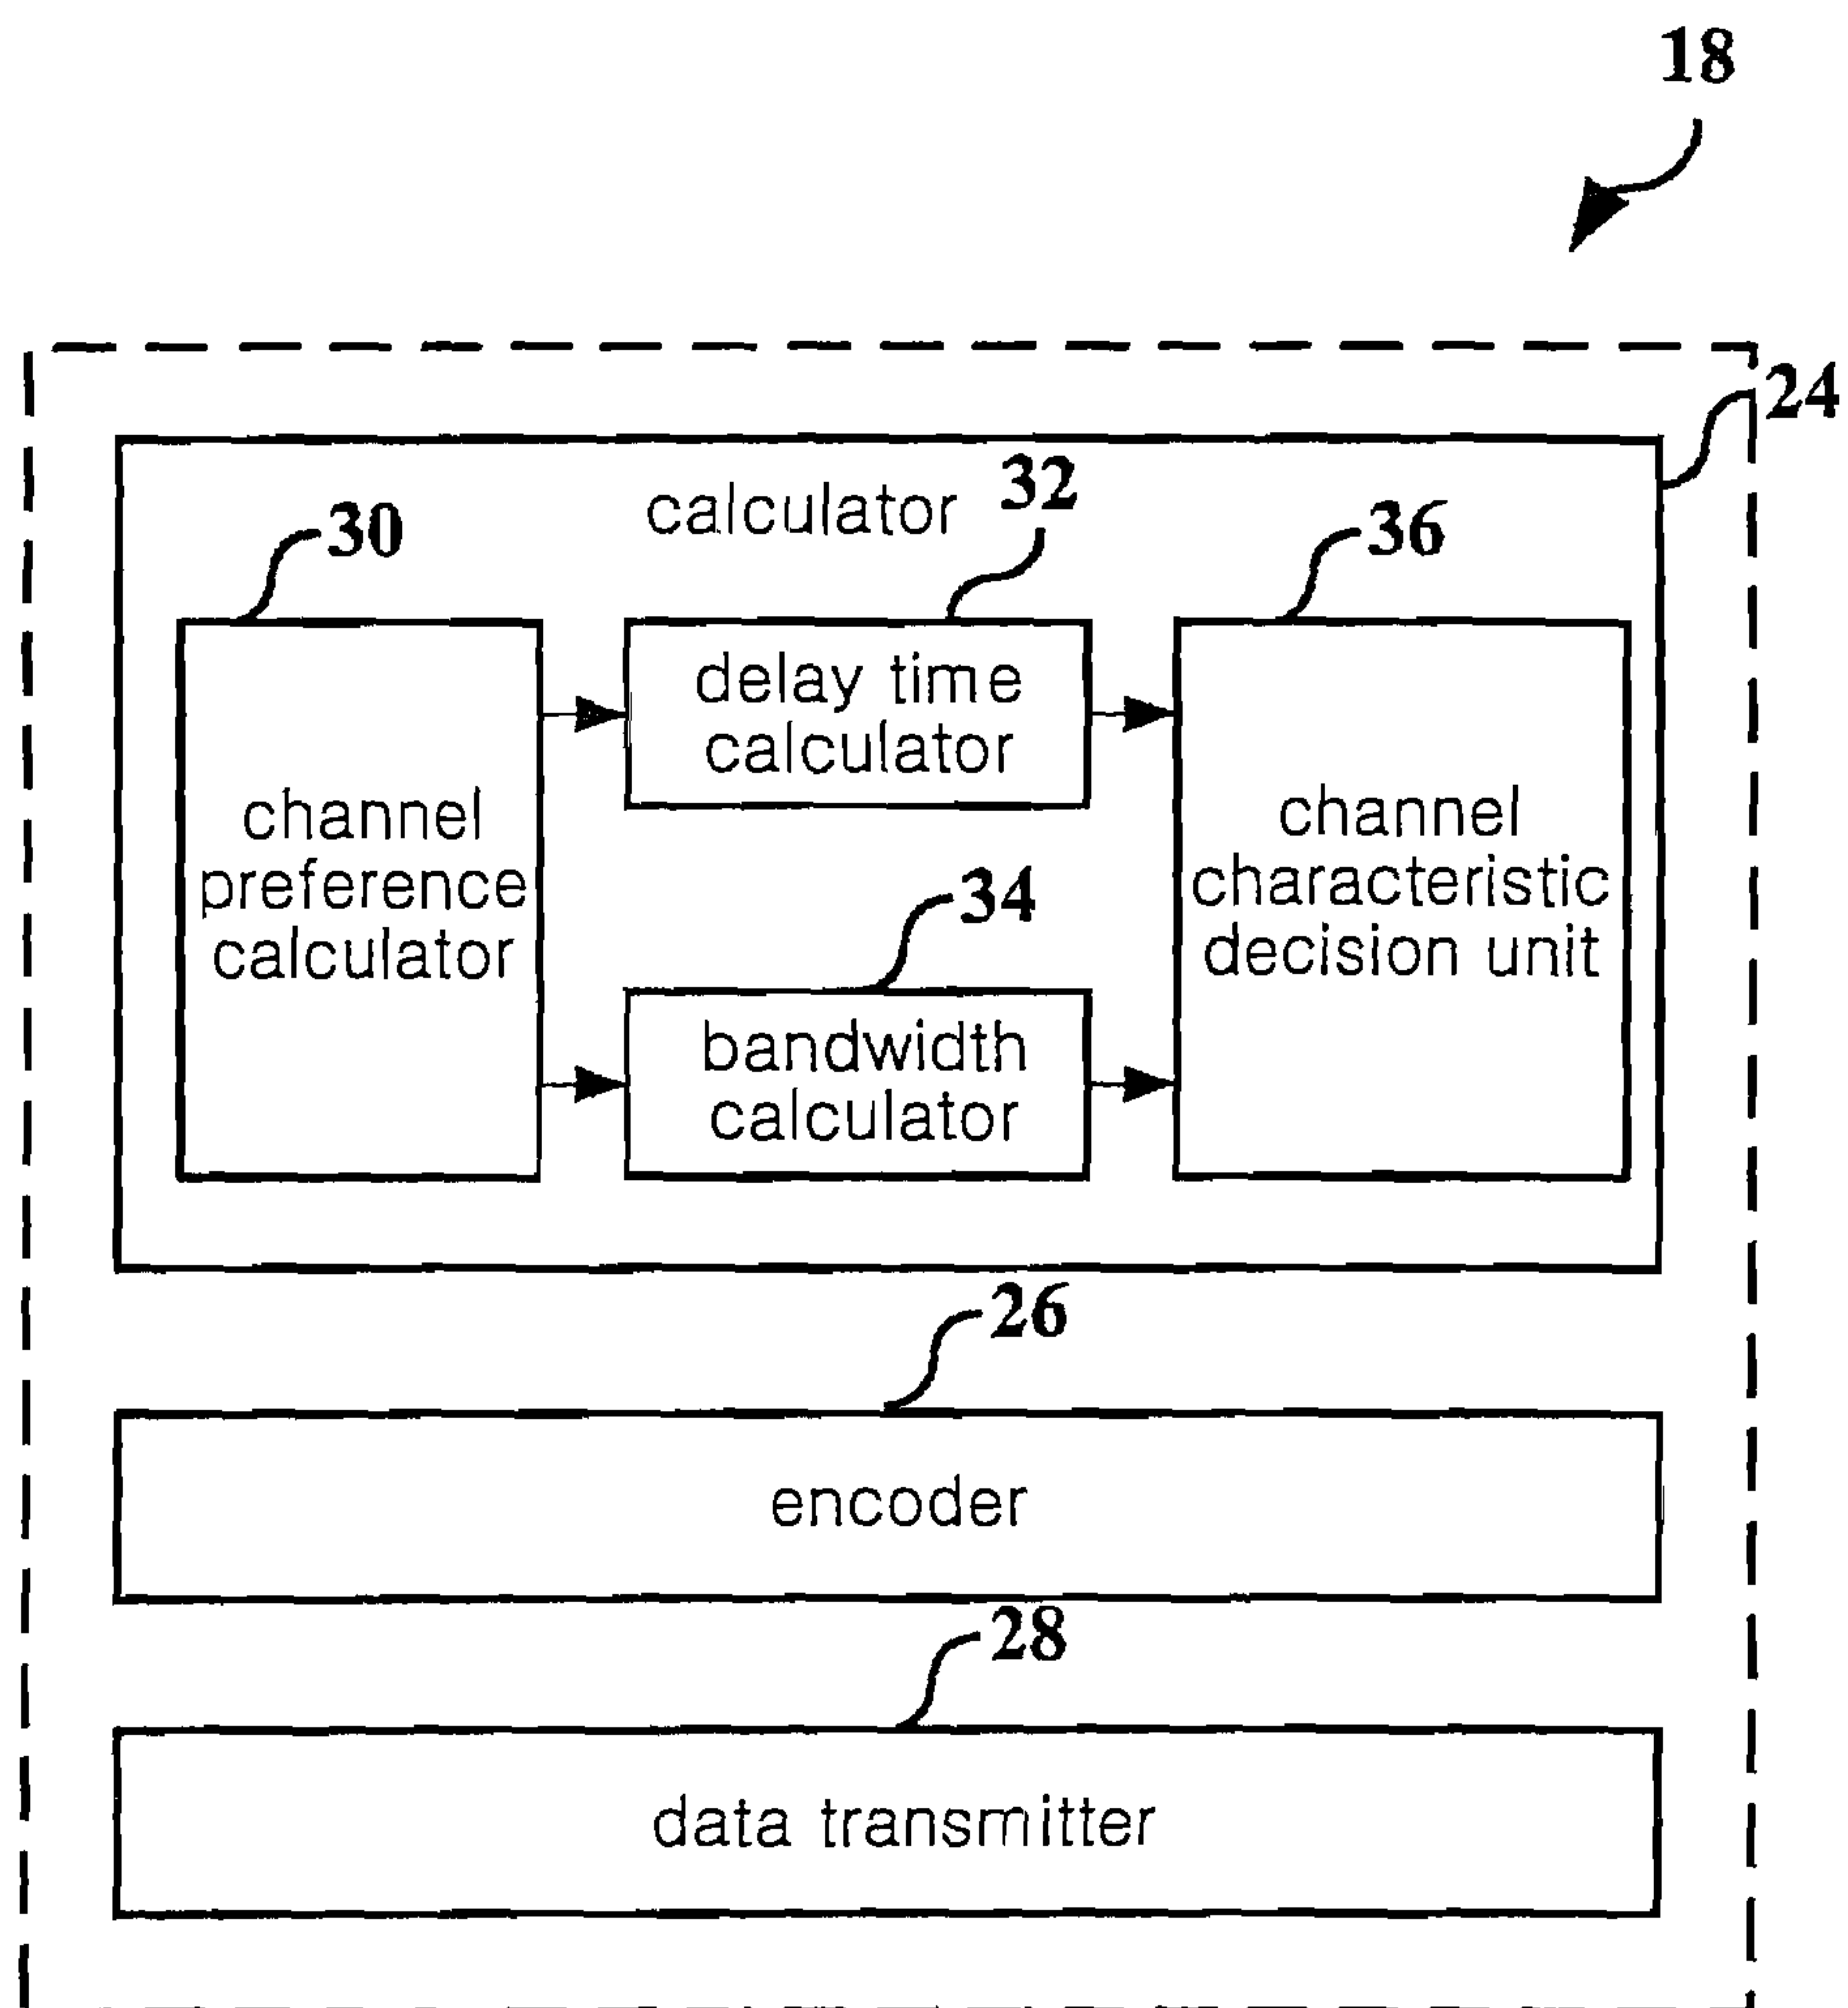 18
24
calculator
32
30
36
delay time
calculator
channel
preference
calculator
channel
characteristic
decision unit
34
bandwidth
calculator
26
encoder
28
data transmitter